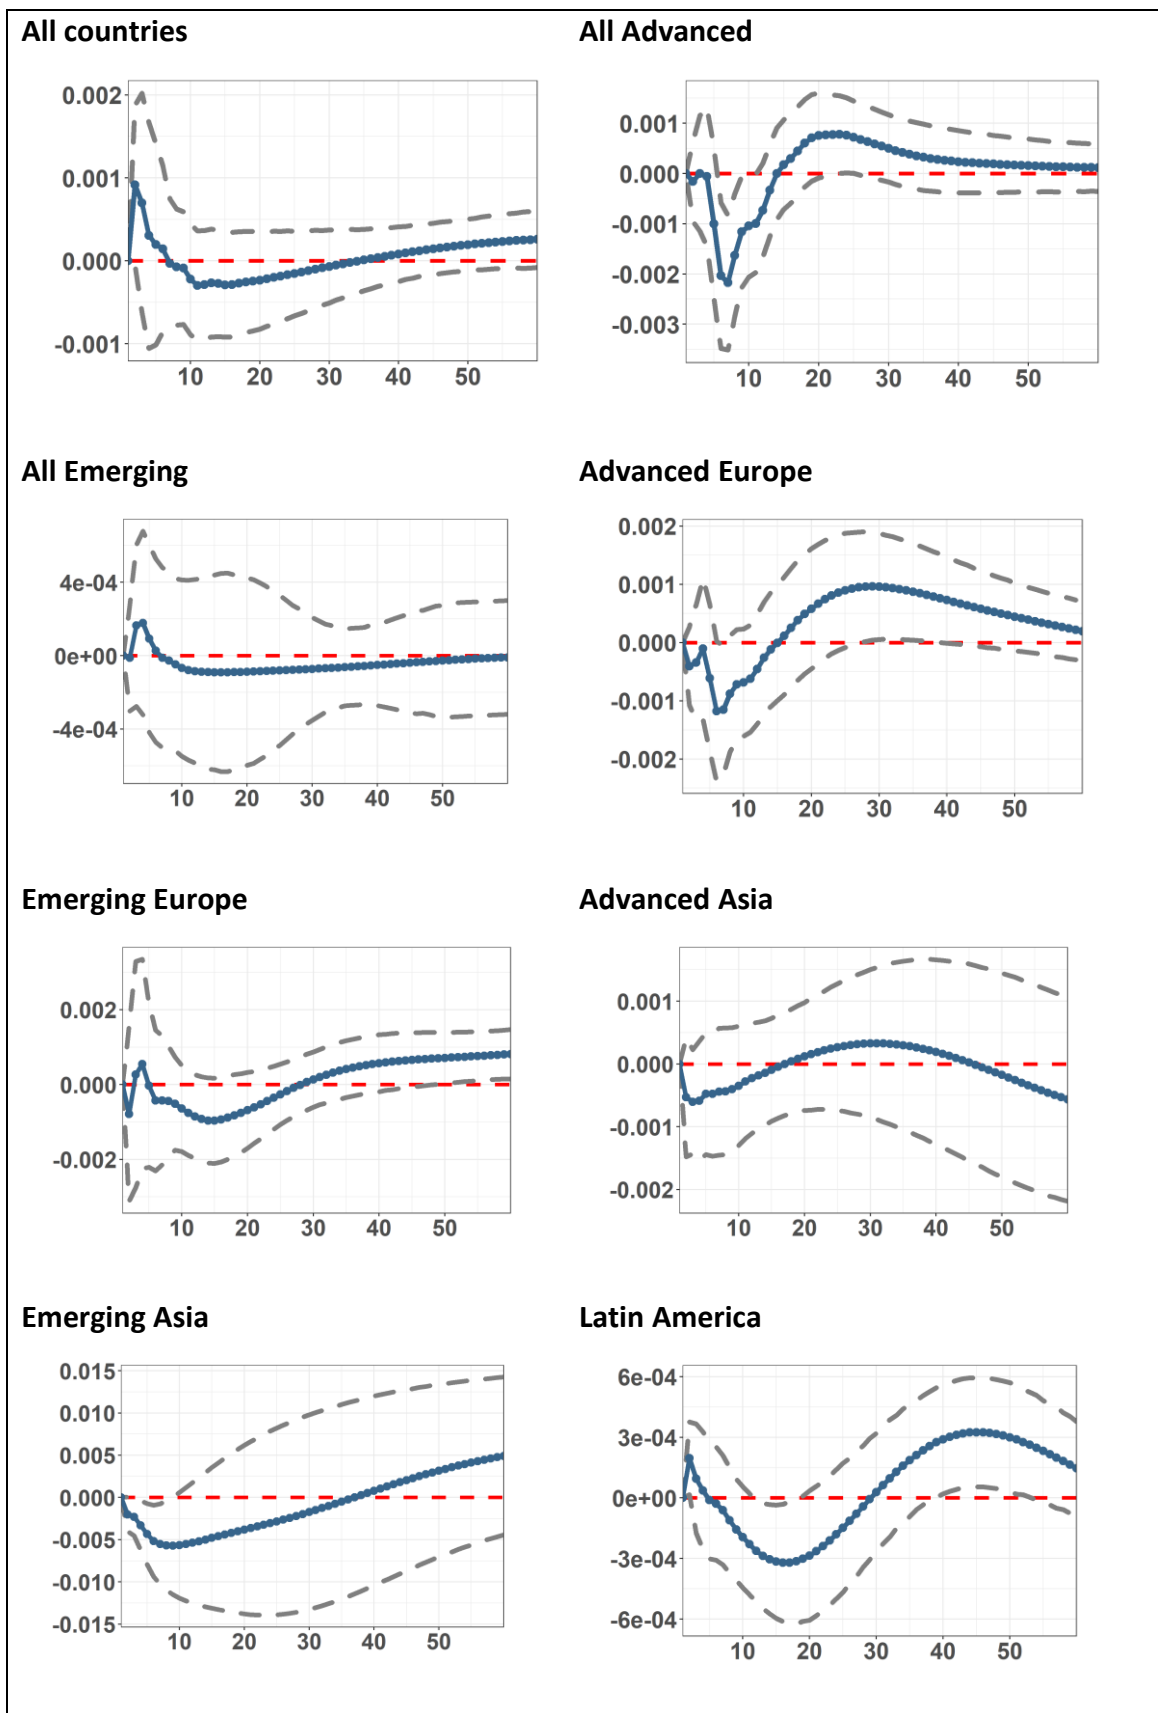 All countries
0.002
0.001
0.000
-0.001
10 20 30 40 50
All Advanced
0.001
0.000
-0.001
-0.002
-0.003
10 20 30 40 50
All Emerging
4e-04
0e+00
-4e-04
10 20 30 40 50
Advanced Europe
0.002
0.001
0.000
-0.001
-0.002
10 20 30 40 50
Emerging Europe
0.002
0.000
-0.002
10 20 30 40 50
Advanced Asia
0.001
0.000
-0.001
-0.002
10 20 30 40 50
Emerging Asia
0.015
0.010
0.005
0.000
-0.005
-0.010
-0.015
10 20 30 40 50
Latin America
6e-04
3e-04
0e+00
-3e-04
-6e-04
10 20 30 40 50